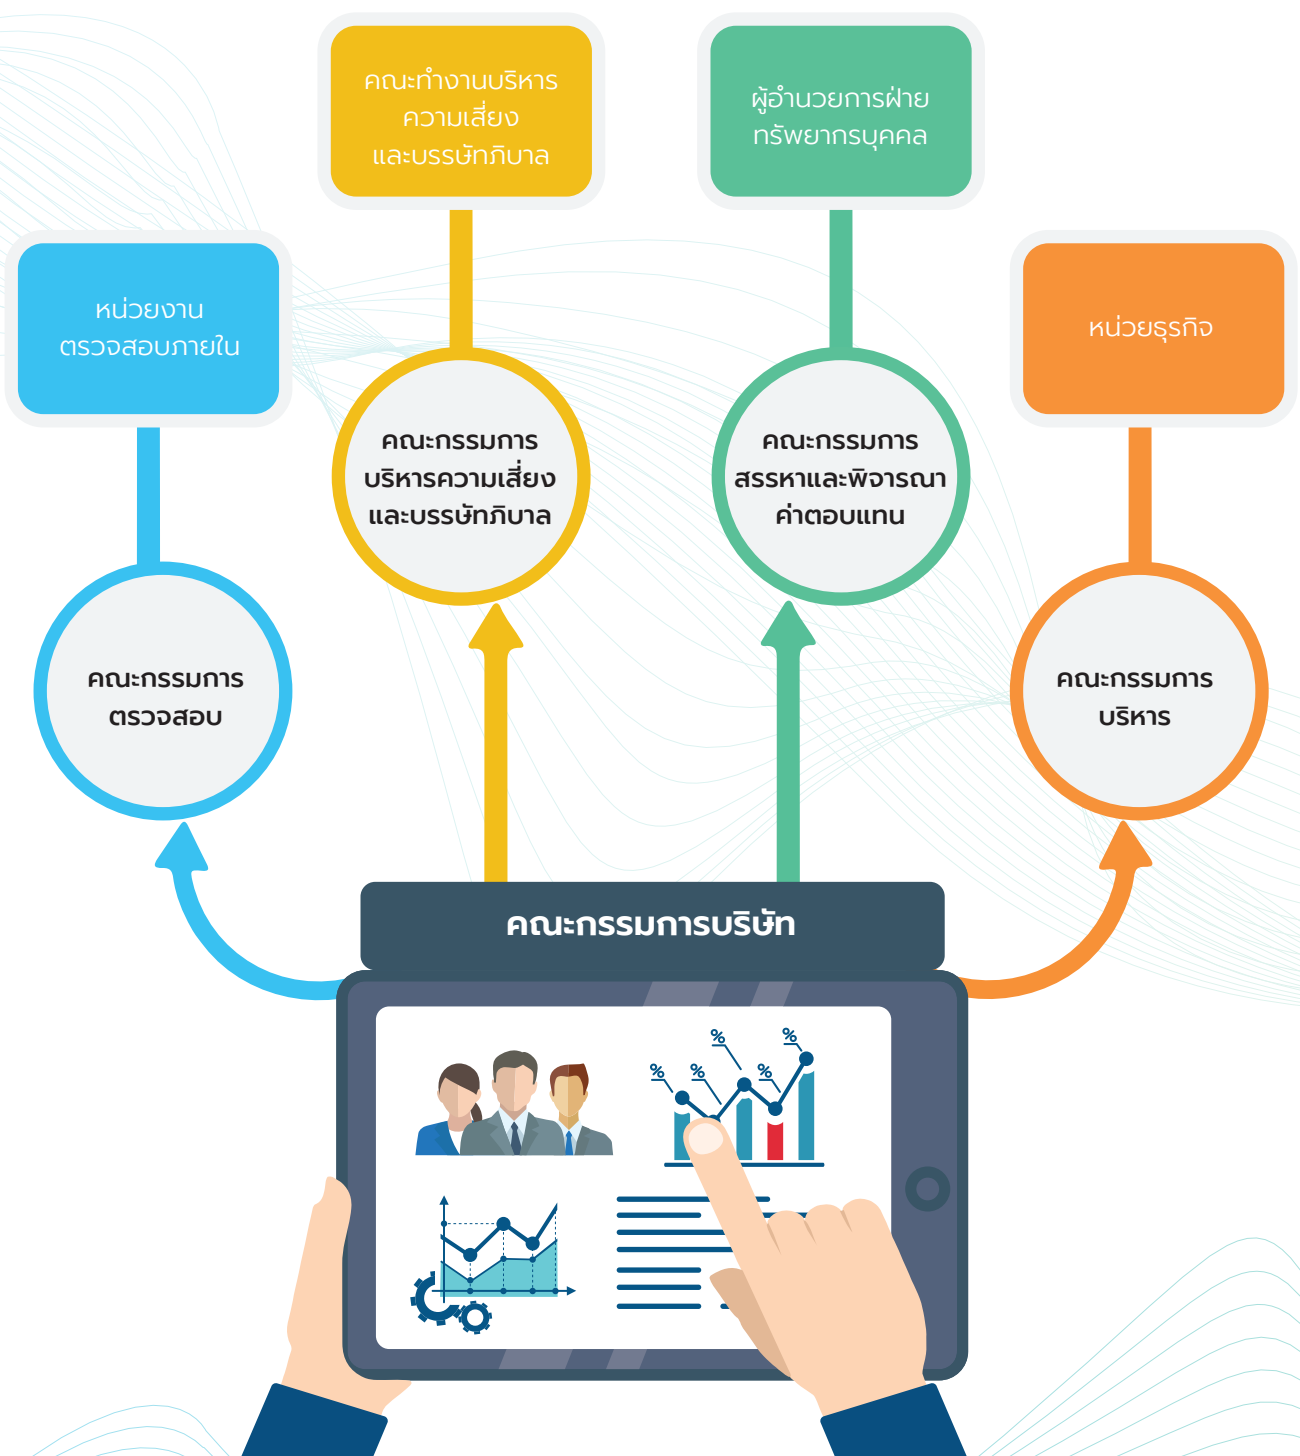 คณะทำงานบริหาร
ความเสี่ยง
และบรรษัทภิบาล
ผู้อำนวยการฝ่าย
ทรัพยากรบุคคล
หน่วยงาน
ตรวจสอบภายใน
หน่วยธุรกิจ
คณะกรรมการ
บริหารความเสี่ยง
และบรรษัทภิบาล
คณะกรรมการ
สรรหาและพิจารณา
ค่าตอบแทน
คณะกรรมการ
ตรวจสอบ
คณะกรรมการ
บริหาร
คณะกรรมการบริษัท
%
%
%
%
%